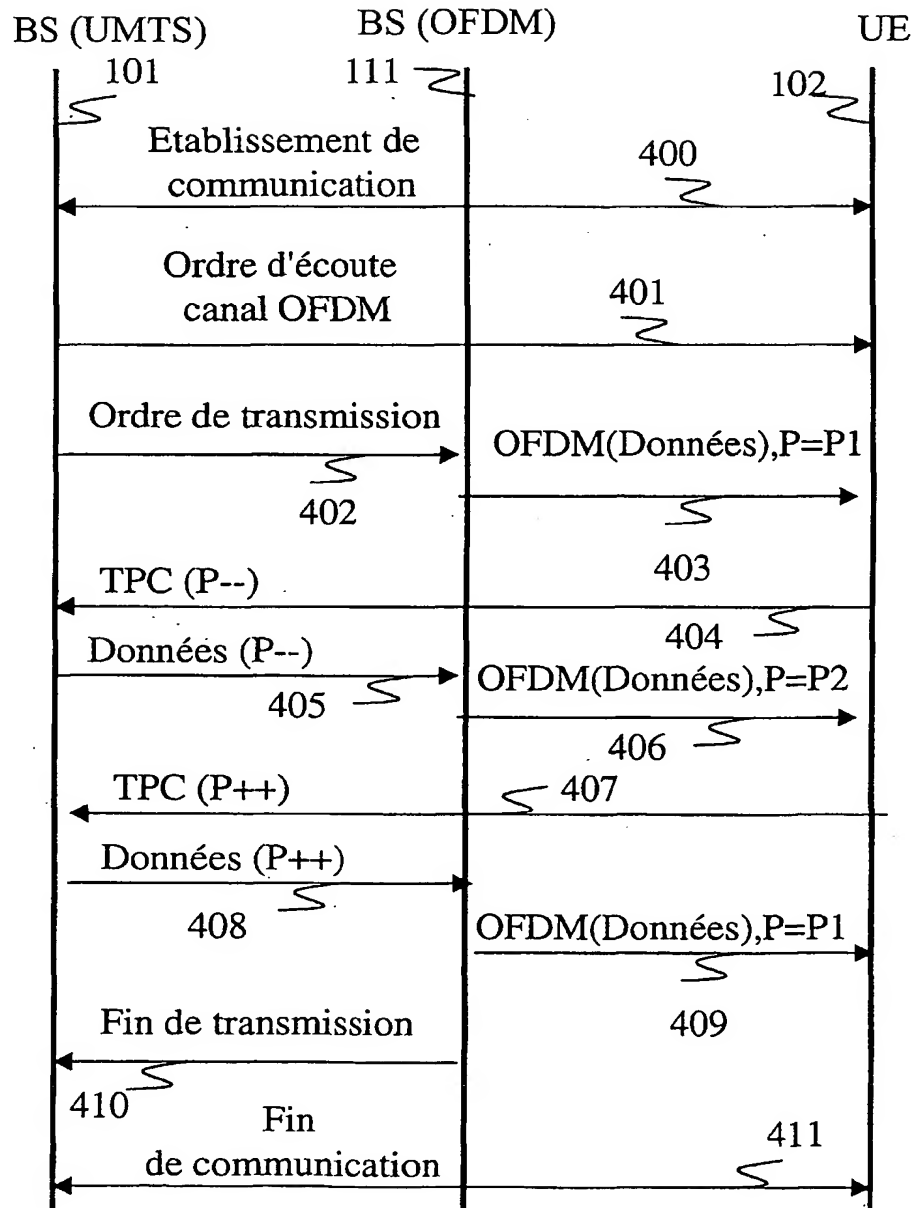 BS (UMTS)
BS (OFDM)
UE
101
111
102
Etablissement de
communication
400
Ordre d'écoute
canal OFDM
401
Ordre de transmission
OFDM(Données),P=P1
402
403
TPC (P--)
404
Données (P--)
OFDM(Données),P=P2
405
406
TPC (P++)
407
Données (P++)
408
OFDM(Données),P=P1
409
Fin de transmission
410
Fin
de communication
411